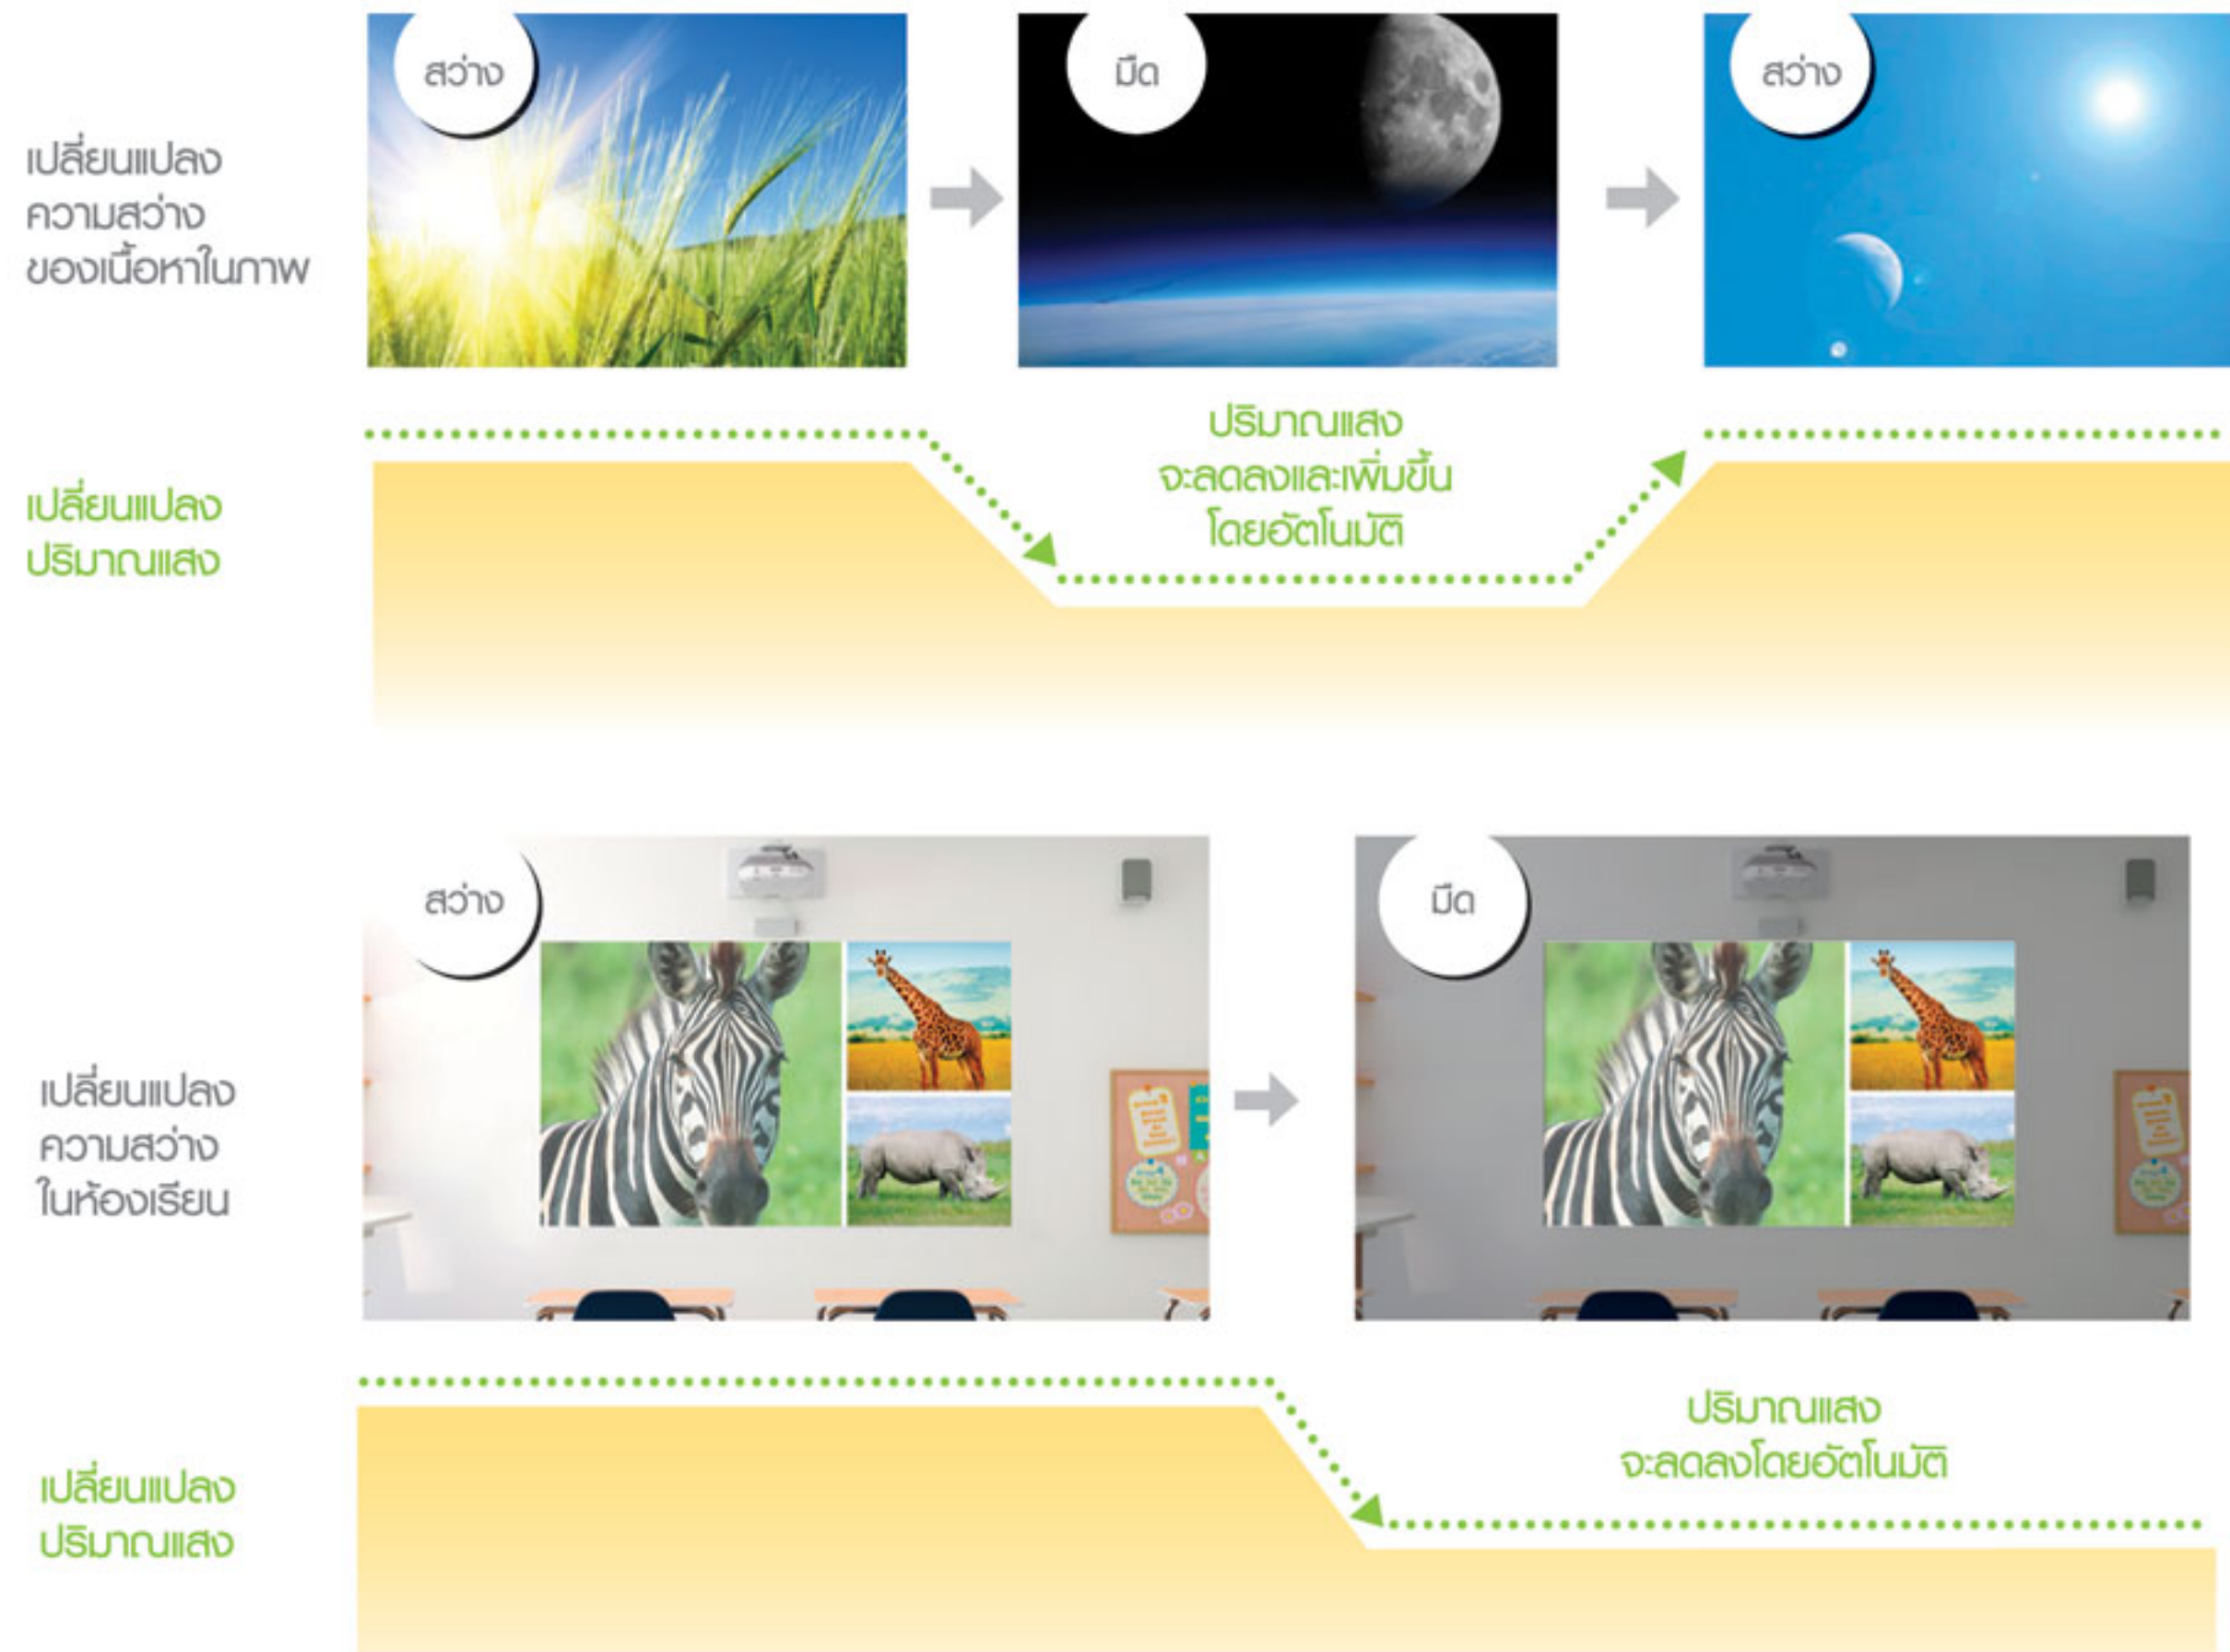 สว่าง
มืด
สว่าง
เปลี่ยนแปลง
ความสว่าง
ของเนื้อหาในภาพ
ปริมาณแสง
จะลดลงและเพิ่มขึ้น
โดยอัตโนมัติ
เปลี่ยนแปลง
ปริมาณแสง
สว่าง
มืด
เปลี่ยนแปลง
ความสว่าง
ในห้องเรียน
ปริมาณแสง
จะลดลงโดยอัตโนมัติ
เปลี่ยนแปลง
ปริมาณแสง